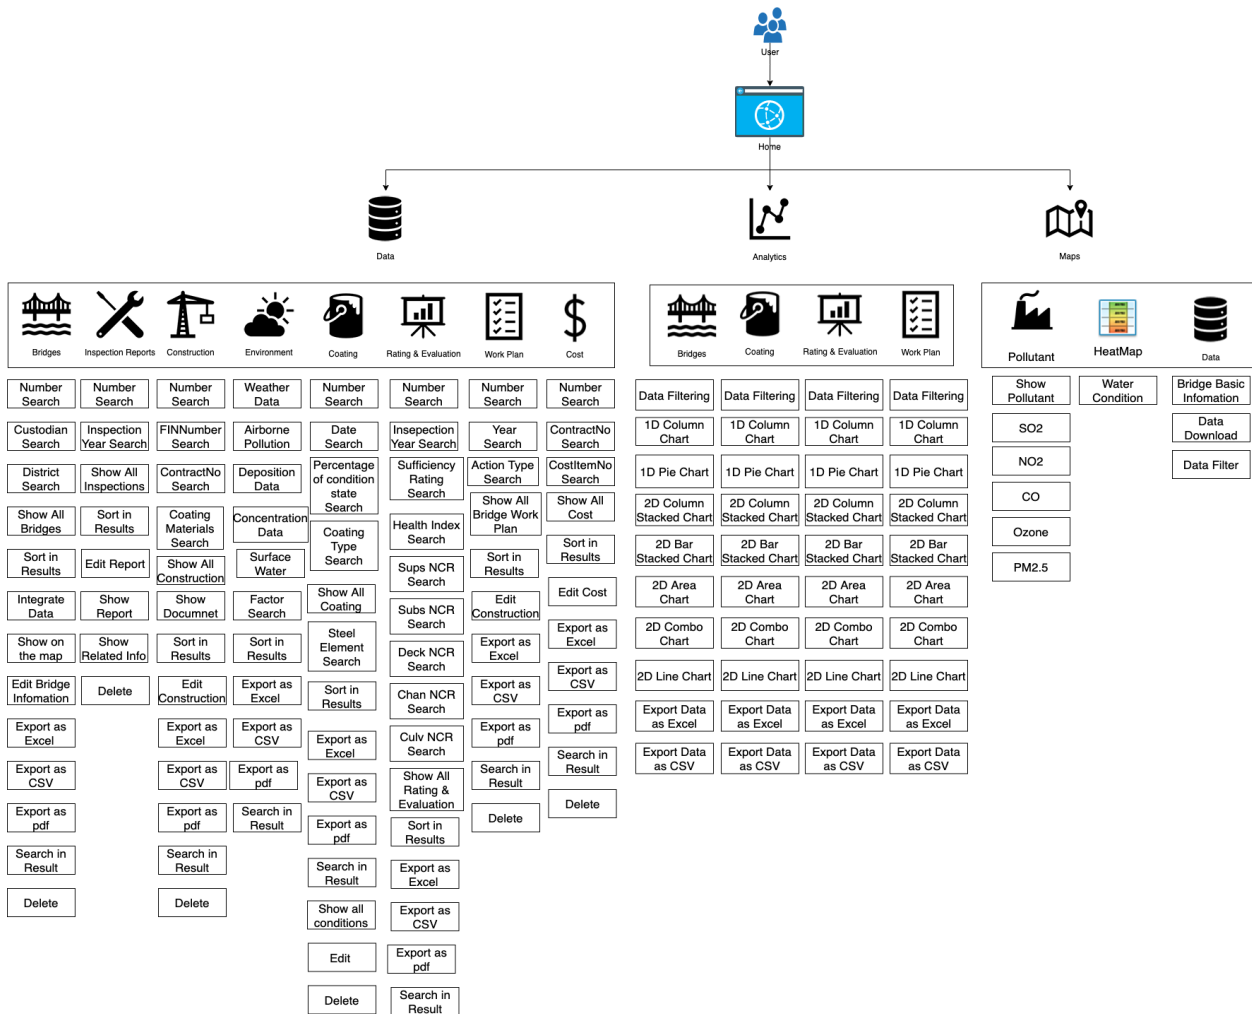 User
Home
Data
Analytics
Maps
Bridges
Inspection Reports
Construction
Environment
Coating
Rating & Evaluation
Work Plan
Cost
Bridges
Coating
Rating & Evaluation
Work Plan
Pollutant
HeatMap
Data
Number
Search
Custodian
Search
District
Search
Show All
Bridges
Sort in
Results
Integrate
Data
Show on
the map
Edit Bridge
Infomation
Export as
Excel
Export as
CSV
Export as
pdf
Search in
Result
Delete
Number
Search
Inspection
Year Search
Show All
Inspections
Sort in
Results
Edit Report
Show
Report
Show
Related Info
Delete
Number
Search
FINNumber
Search
ContractNo
Search
Coating
Materials
Search
Show All
Construction
Show
Documnet
Sort in
Results
Edit
Construction
Export as
Excel
Export as
CSV
Export as
pdf
Search in
Result
Delete
Weather
Data
Airborne
Pollution
Deposition
Data
Concentration
Data
Surface
Water
Factor
Search
Sort in
Results
Export as
Excel
Export as
CSV
Export as
pdf
Search in
Result
Number
Search
Date
Search
Percentage
of condition
state
Search
Coating
Type
Search
Show All
Coating
Steel
Element
Search
Sort in
Results
Export as
Excel
Export as
CSV
Export as
pdf
Search in
Result
Show all
conditions
Edit
Delete
Number
Search
Insepection
Year Search
Sufficiency
Rating
Search
Health Index
Search
Sups NCR
Search
Subs NCR
Search
Deck NCR
Search
Chan NCR
Search
Culv NCR
Search
Show All
Rating &
Evaluation
Sort in
Results
Export as
Excel
Export as
CSV
Export as
pdf
Search in
Result
Number
Search
Year
Search
Action Type
Search
Show All
Bridge Work
Plan
Sort in
Results
Edit
Construction
Export as
Excel
Export as
CSV
Export as
pdf
Search in
Result
Delete
Number
Search
ContractNo
Search
CostItemNo
Search
Show All
Cost
Sort in
Results
Edit Cost
Export as
Excel
Export as
CSV
Export as
pdf
Search in
Result
Delete
Data Filtering
1D Column
Chart
1D Pie Chart
2D Column
Stacked Chart
2D Bar
Stacked Chart
2D Area
Chart
2D Combo
Chart
2D Line Chart
Export Data
as Excel
Export Data
as CSV
Data Filtering
1D Column
Chart
1D Pie Chart
2D Column
Stacked Chart
2D Bar
Stacked Chart
2D Area
Chart
2D Combo
Chart
2D Line Chart
Export Data
as Excel
Export Data
as CSV
Data Filtering
1D Column
Chart
1D Pie Chart
2D Column
Stacked Chart
2D Bar
Stacked Chart
2D Area
Chart
2D Combo
Chart
2D Line Chart
Export Data
as Excel
Export Data
as CSV
Data Filtering
1D Column
Chart
1D Pie Chart
2D Column
Stacked Chart
2D Bar
Stacked Chart
2D Area
Chart
2D Combo
Chart
2D Line Chart
Export Data
as Excel
Export Data
as CSV
Show
Pollutant
SO2
NO2
CO
Ozone
PM2.5
Water
Condition
Bridge Basic
Infomation
Data
Download
Data Filter